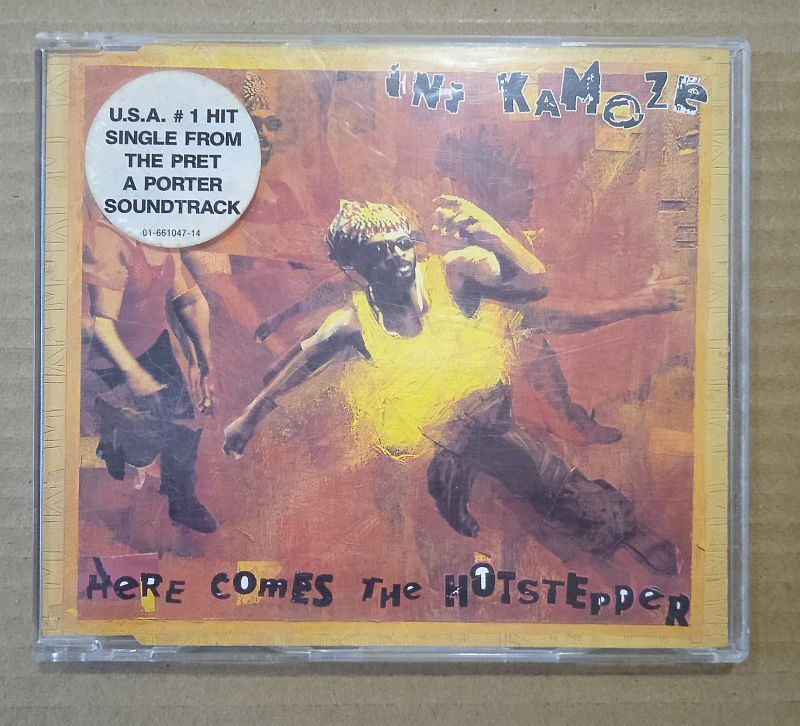 U.S.A. # 1 HIT
SINGLE FROM
THE PRET
A PORTER
SOUNDTRACK
01-661047-14
INI KAMOZE
HERE COMES THE HOTSTEPPER